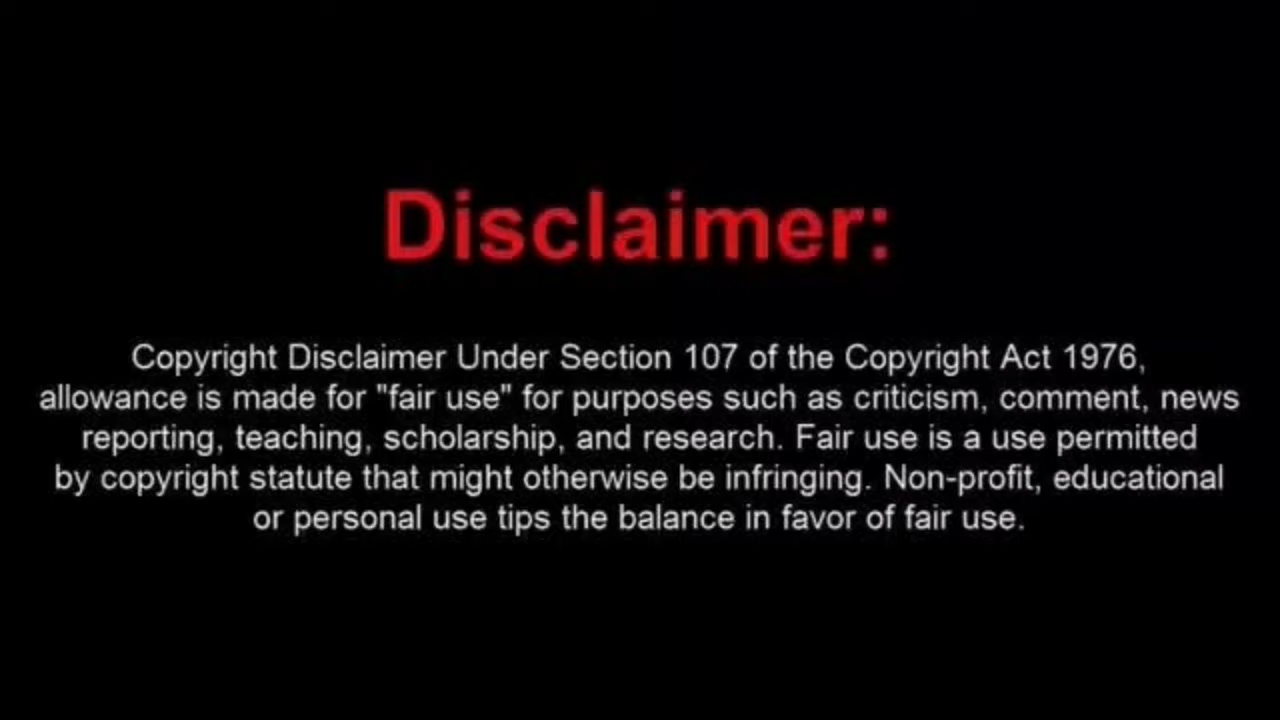 Disclaimer:
Copyright Disclaimer Under Section 107 of the Copyright Act 1976,
allowance is made for "fair use" for purposes such as criticism, comment, news
reporting, teaching, scholarship, and research. Fair use is a use permitted
by copyright statute that might otherwise be infringing. Non-profit, educational
or personal use tips the balance in favor of fair use.